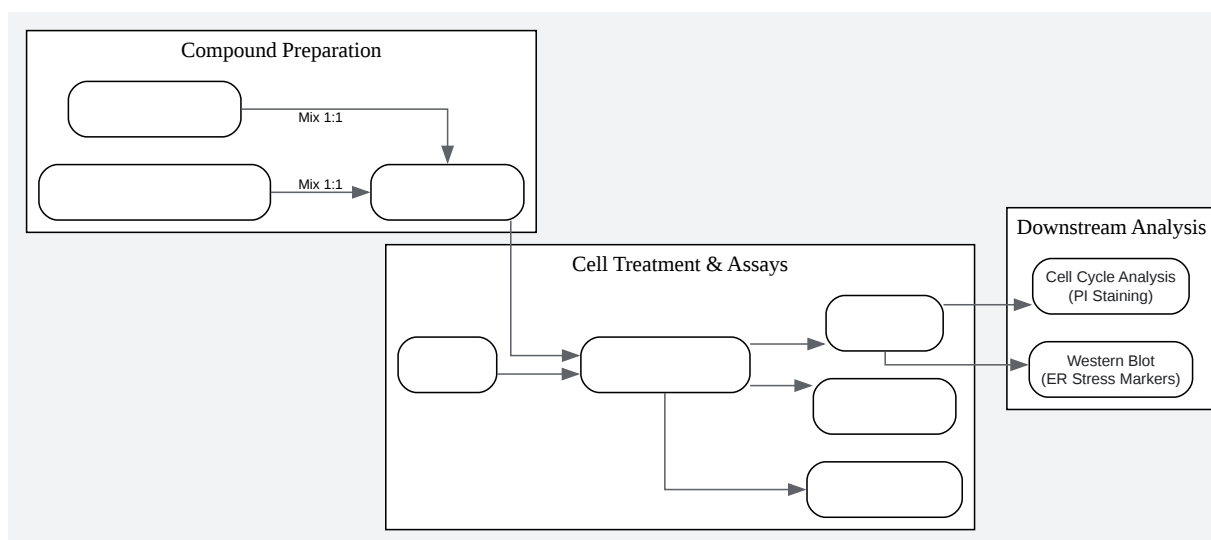 Compound Preparation
Mix 1:1
Mix 1:1
Cell Treatment & Assays
Downstream Analysis
Cell Cycle Analysis
(PI Staining)
Western Blot
(ER Stress Markers)